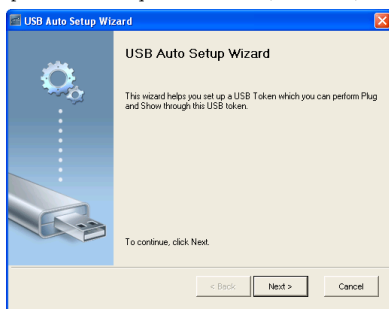 USB Auto Setup Wizard
USB Auto Setup Wizard
This wizard helps you set up a USB Token which you can perform Plug
and Show through this USB token.
To continue, click Next.
< Back
Next >
Cancel